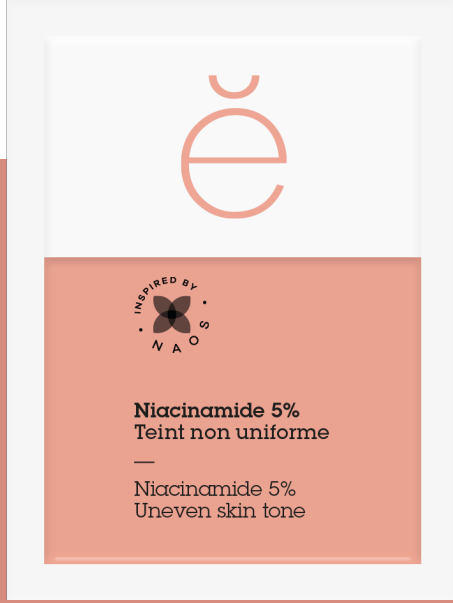 ĕ
INSPIRED BY
NAOS
Niacinamide 5%
Teint non uniforme
—
Niacinamide 5%
Uneven skin tone